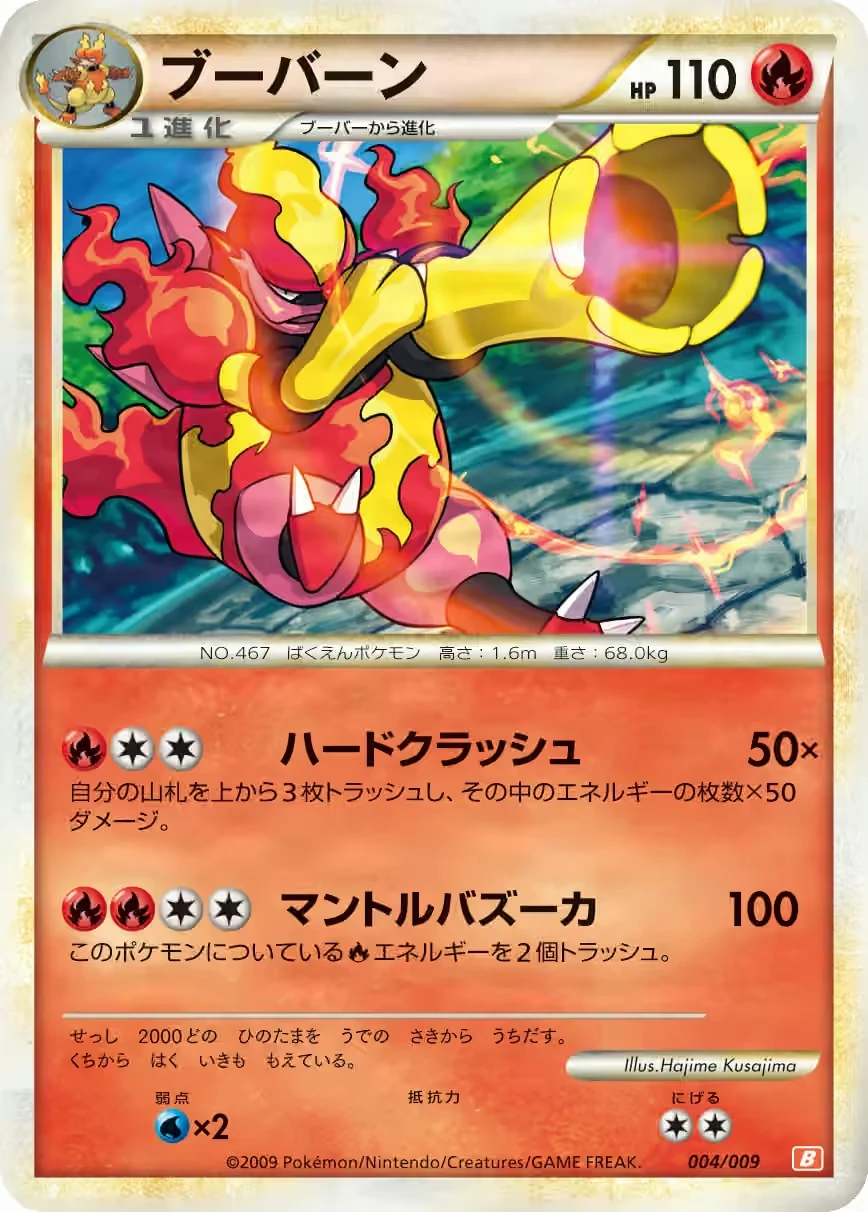 ブーバーン
HP 110
1進化
ブーバーから進化
NO.467 ばくえんポケモン 高さ：1.6m 重さ：68.0kg
ハードクラッシュ 50×
自分の山札を上から3枚トラッシュし、その中のエネルギーの枚数×50
ダメージ。
マントルバズーカ 100
このポケモンについているエネルギーを2個トラッシュ。
せっし 2000どの ひのたまを うでの さきから うちだす。
くちから はく いきも もえている。
Illus.Hajime Kusajima
弱点 抵抗力 にげる
×2
©2009 Pokémon/Nintendo/Creatures/GAME FREAK. 004/009 B